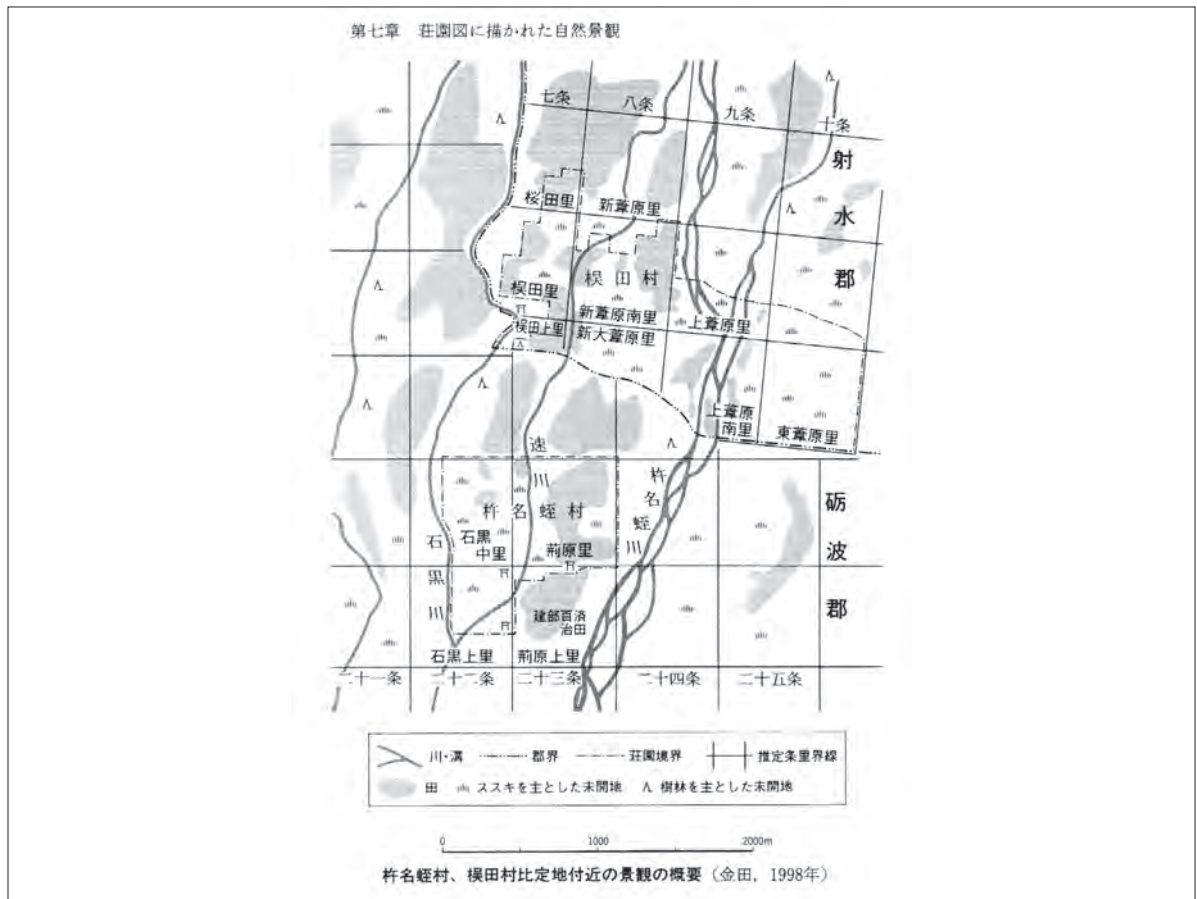 第七章　荘園図に描かれた自然景観
七条
八条
九条
十条
射水郡
桜田里
新葦原里
楔田村
楔田里
新葦原南里
上葦原里
楔田上里
新大葦原里
上葦原
南里
東葦原里
速川
杵名蛭川
杵名蛭村
石黒
中里
荊原里
石黒川
砺波郡
建部百済
治田
石黒上里
荊原上里
二十一条
二十二条
二十三条
二十四条
二十五条
川・溝
郡界
荘園境界
推定条里界線
田
ススキを主とした未開地
樹林を主とした未開地
0
1000
2000m
杵名蛭村、楔田村比定地付近の景観の概要（金田，1998年）